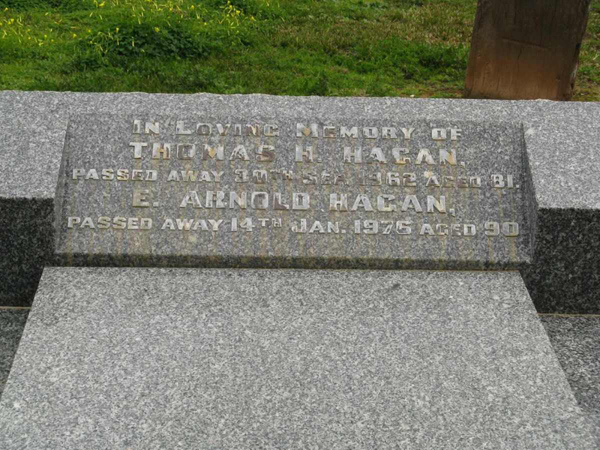 In Loving Memory of
Thomas H. Hagan.
Passed away 30th Sep. 1962 aged 81.
E. Arnold Hagan,
Passed away 14th Jan. 1976 aged 90